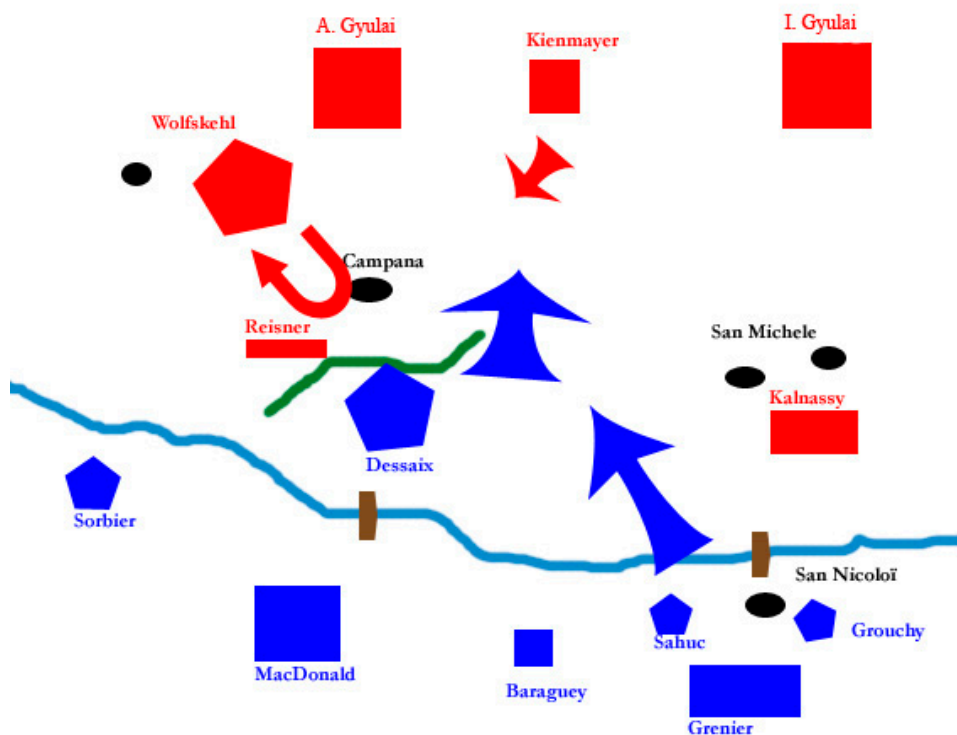 A. Gyulai
I. Gyulai
Kienmayer
Wolfskehl
Campana
Reisner
San Michele
Kalnassy
Dessaix
Sorbier
San Nicoloï
Grouchy
Sahuc
MacDonald
Baraguey
Grenier